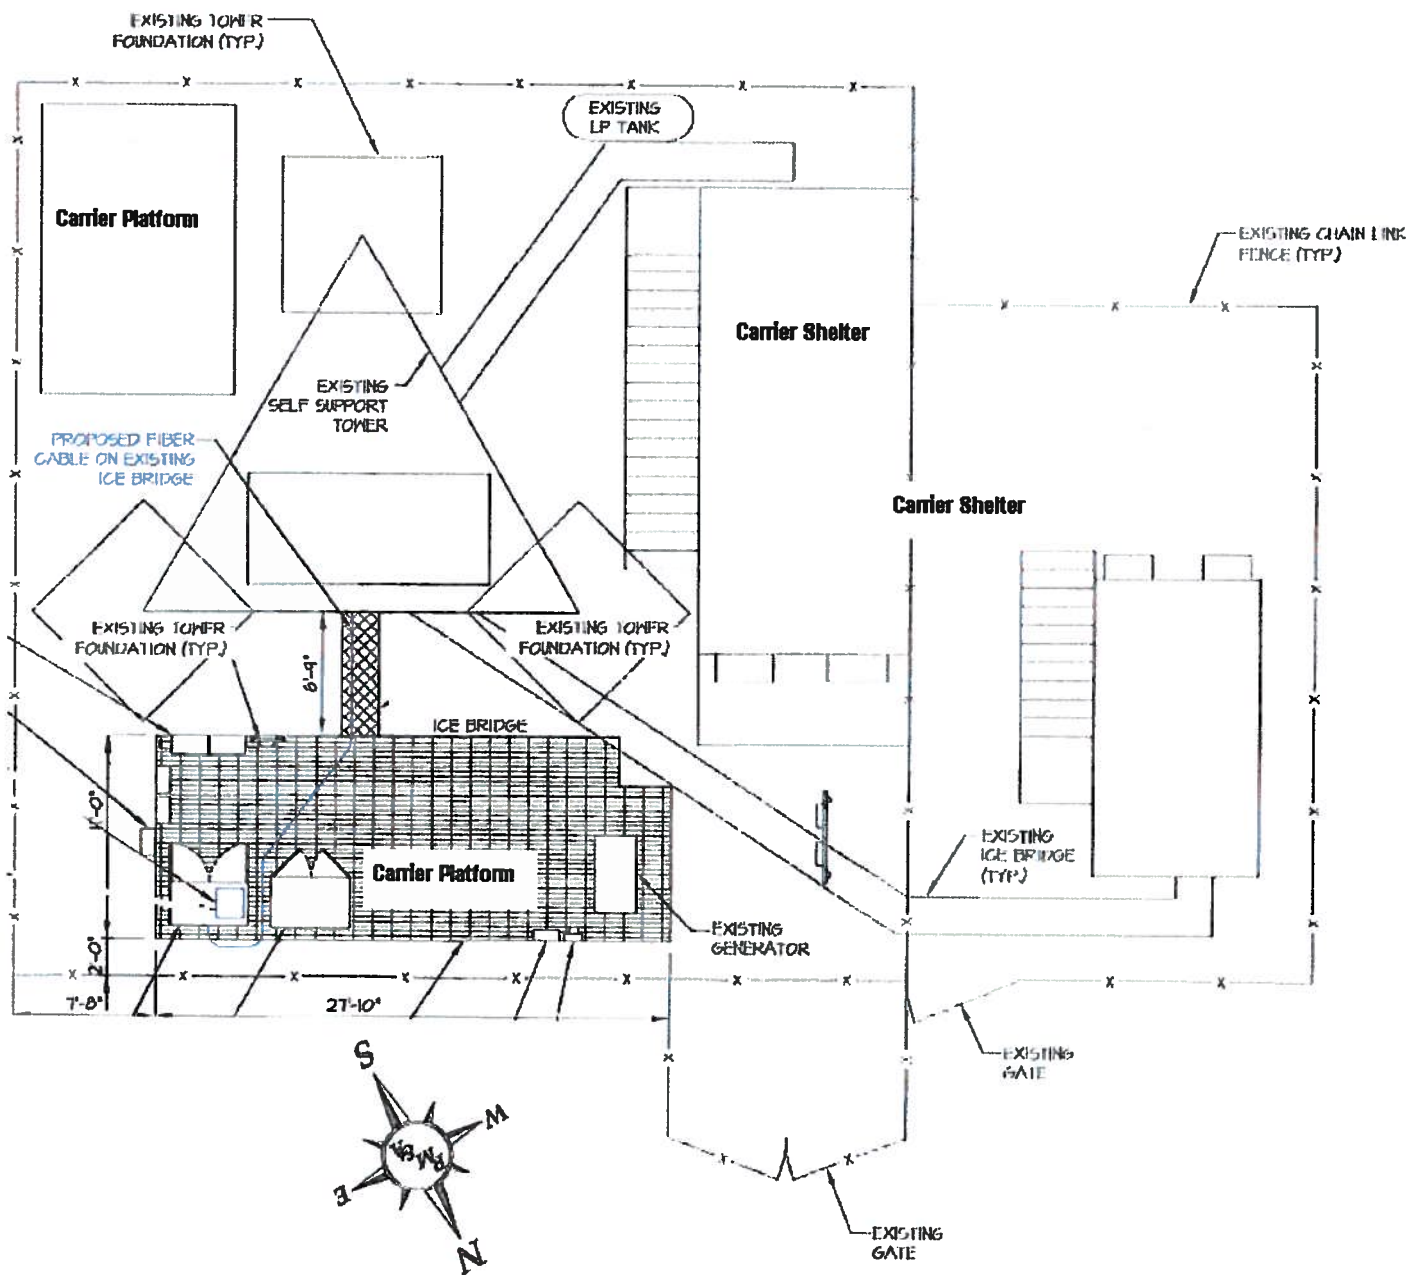 EXISTING TOWER
FOUNDATION (TYP.)
EXISTING
LP TANK
Carrier Platform
EXISTING CHAIN LINK
FENCE (TYP.)
Carrier Shelter
EXISTING
SELF SUPPORT
TOWER
PROPOSED FIBER
CABLE ON EXISTING
ICE BRIDGE
Carrier Shelter
EXISTING TOWER
FOUNDATION (TYP.)
EXISTING TOWER
FOUNDATION (TYP.)
6'-9"
ICE BRIDGE
EXISTING
ICE BRIDGE
(TYP.)
Carrier Platform
EXISTING
GENERATOR
2'-0"
7'-8"
27'-10"
EXISTING
GATE
S
W
E
N
EXISTING
GATE